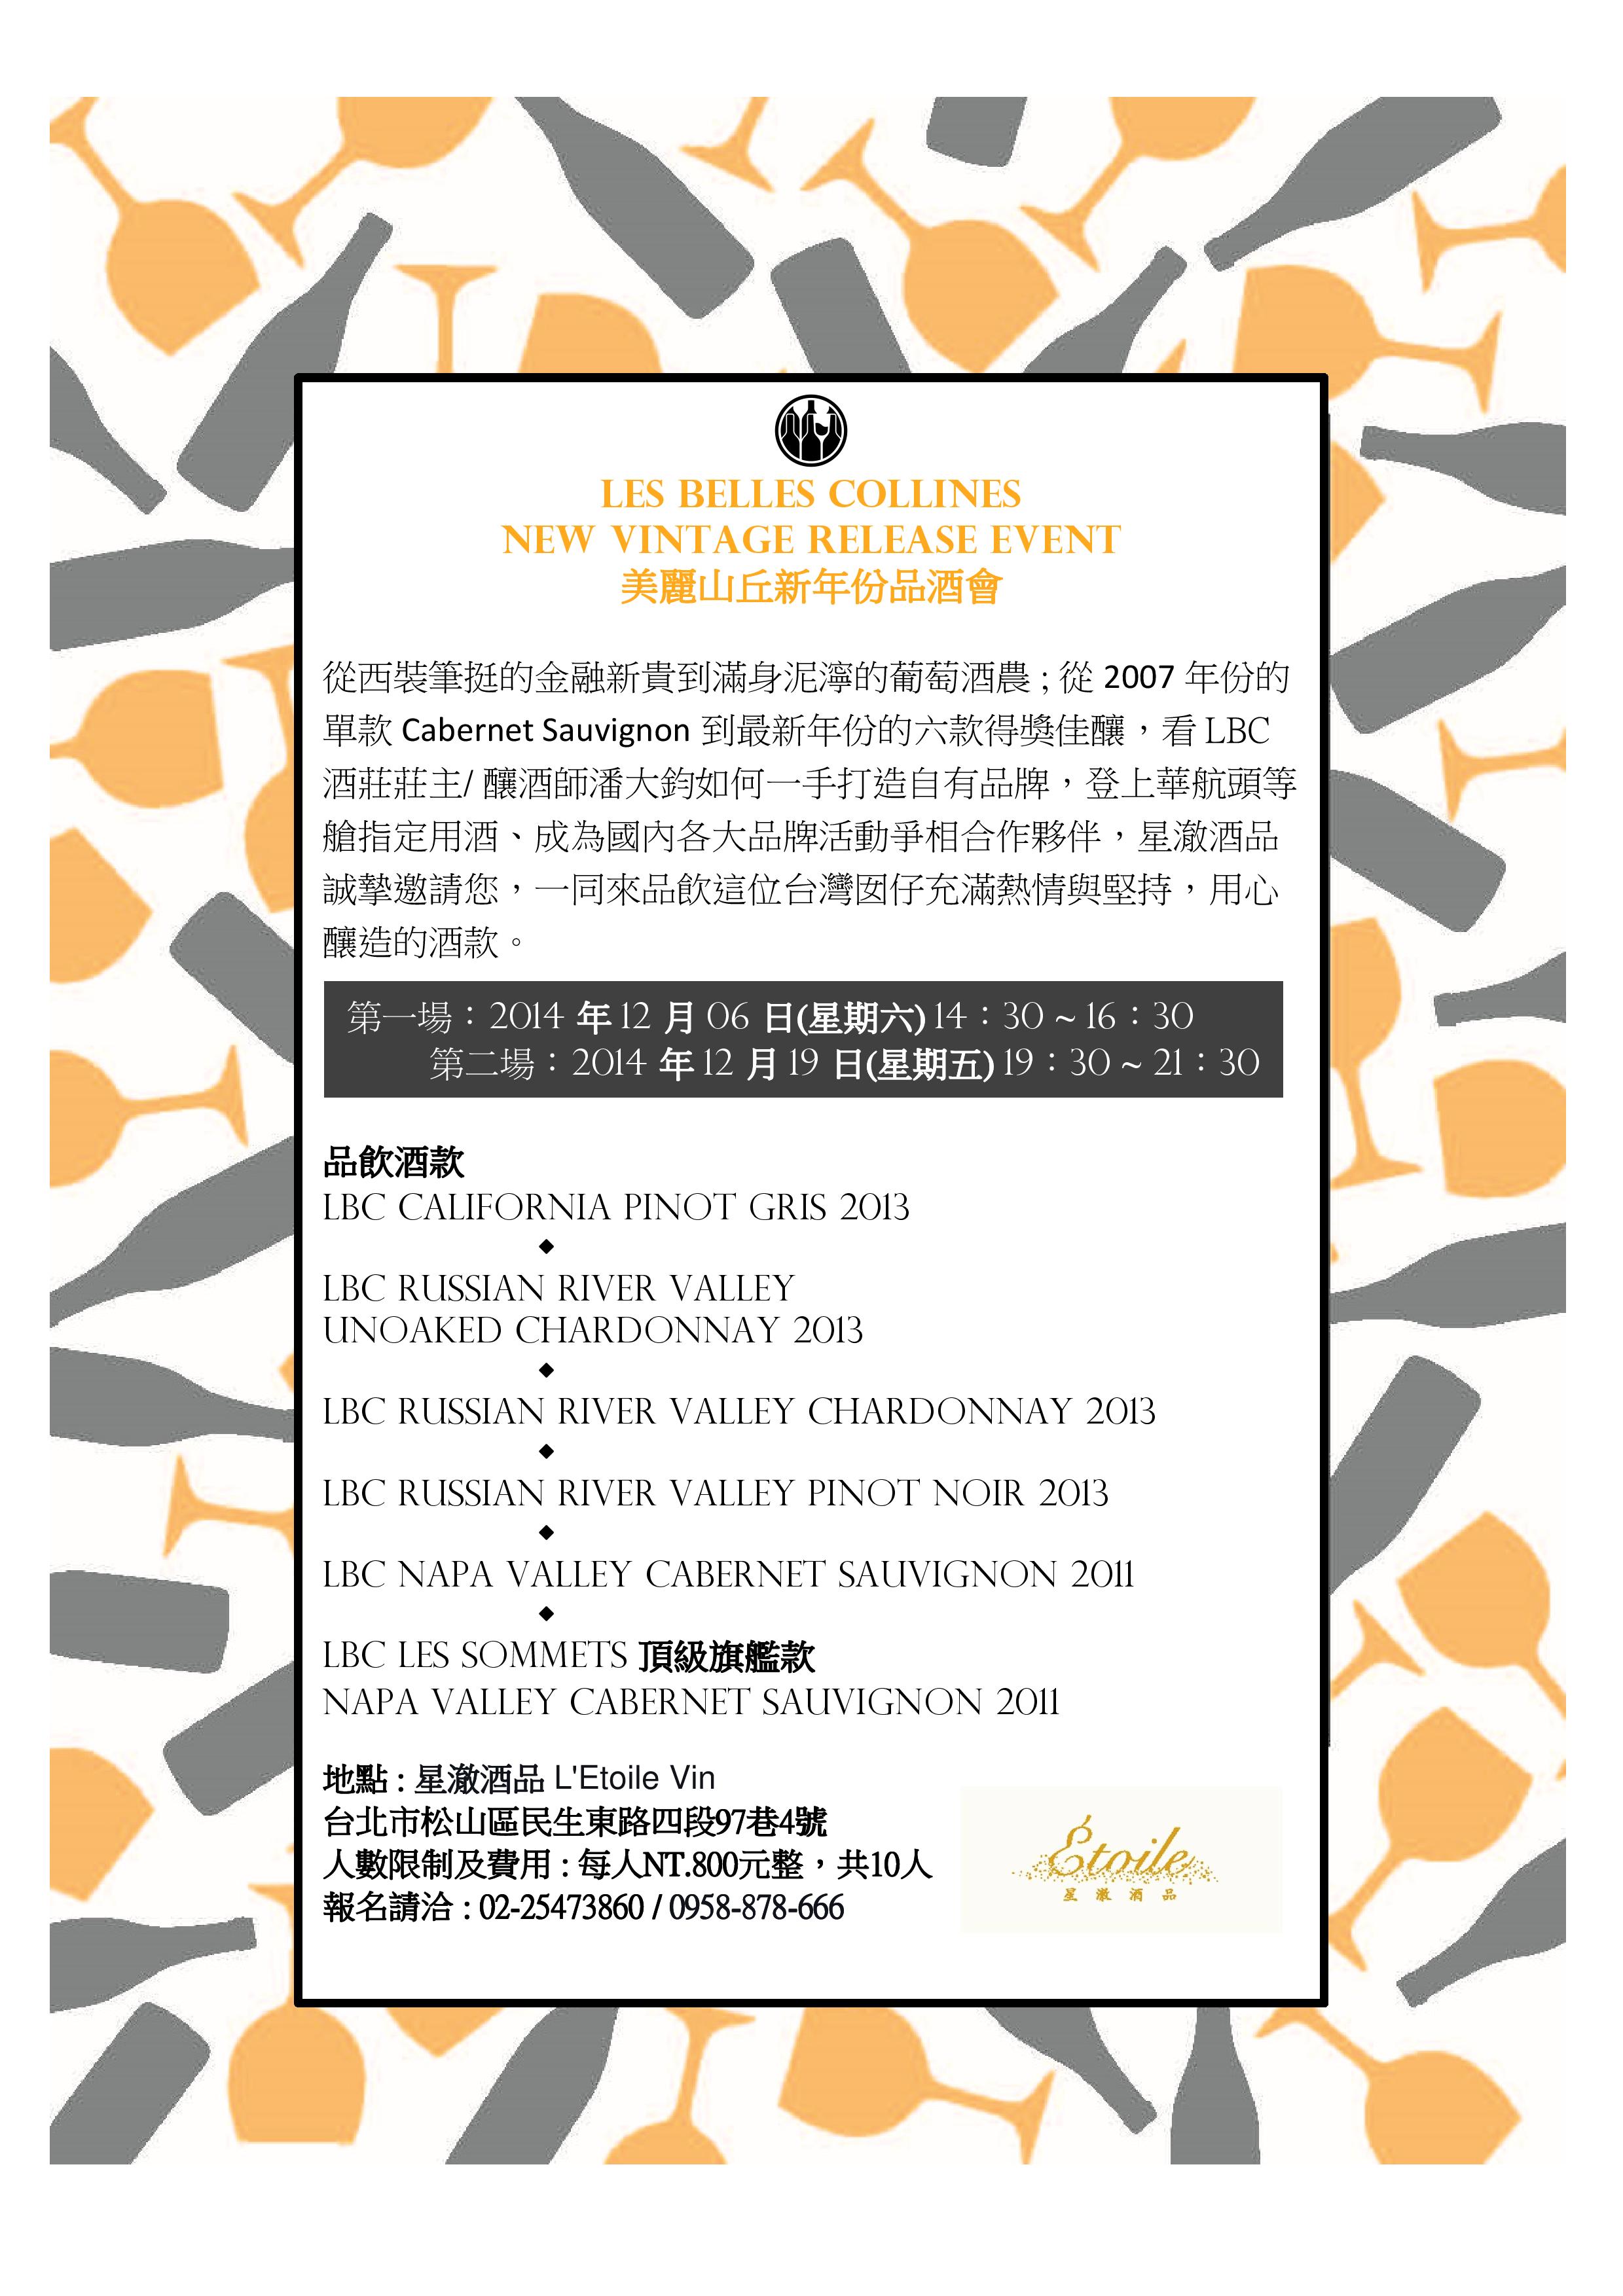 LES BELLES COLLINES
NEW VINTAGE RELEASE EVENT
美麗山丘新年份品酒會
從西裝筆挺的金融新貴到滿身泥濘的葡萄酒農 ; 從 2007 年份的
單款 Cabernet Sauvignon 到最新年份的六款得獎佳釀，看 LBC
酒莊莊主/ 釀酒師潘大鈞如何一手打造自有品牌，登上華航頭等
艙指定用酒、成為國內各大品牌活動爭相合作夥伴，星澈酒品
誠摯邀請您，一同來品飲這位台灣囡仔充滿熱情與堅持，用心
釀造的酒款。
第一場：2014 年 12 月 06 日(星期六) 14：30 ~ 16：30
第二場：2014 年 12 月 19 日(星期五) 19：30 ~ 21：30
品飲酒款
LBC CALIFORNIA PINOT GRIS 2013
◆
LBC RUSSIAN RIVER VALLEY
UNOAKED CHARDONNAY 2013
◆
LBC RUSSIAN RIVER VALLEY CHARDONNAY 2013
◆
LBC RUSSIAN RIVER VALLEY PINOT NOIR 2013
◆
LBC NAPA VALLEY CABERNET SAUVIGNON 2011
◆
LBC LES SOMMETS 頂級旗艦款
NAPA VALLEY CABERNET SAUVIGNON 2011
地點 : 星澈酒品 L'Etoile Vin
台北市松山區民生東路四段97巷4號
人數限制及費用 : 每人NT.800元整，共10人
報名請洽 : 02-25473860 / 0958-878-666
Étoile
星澈酒品